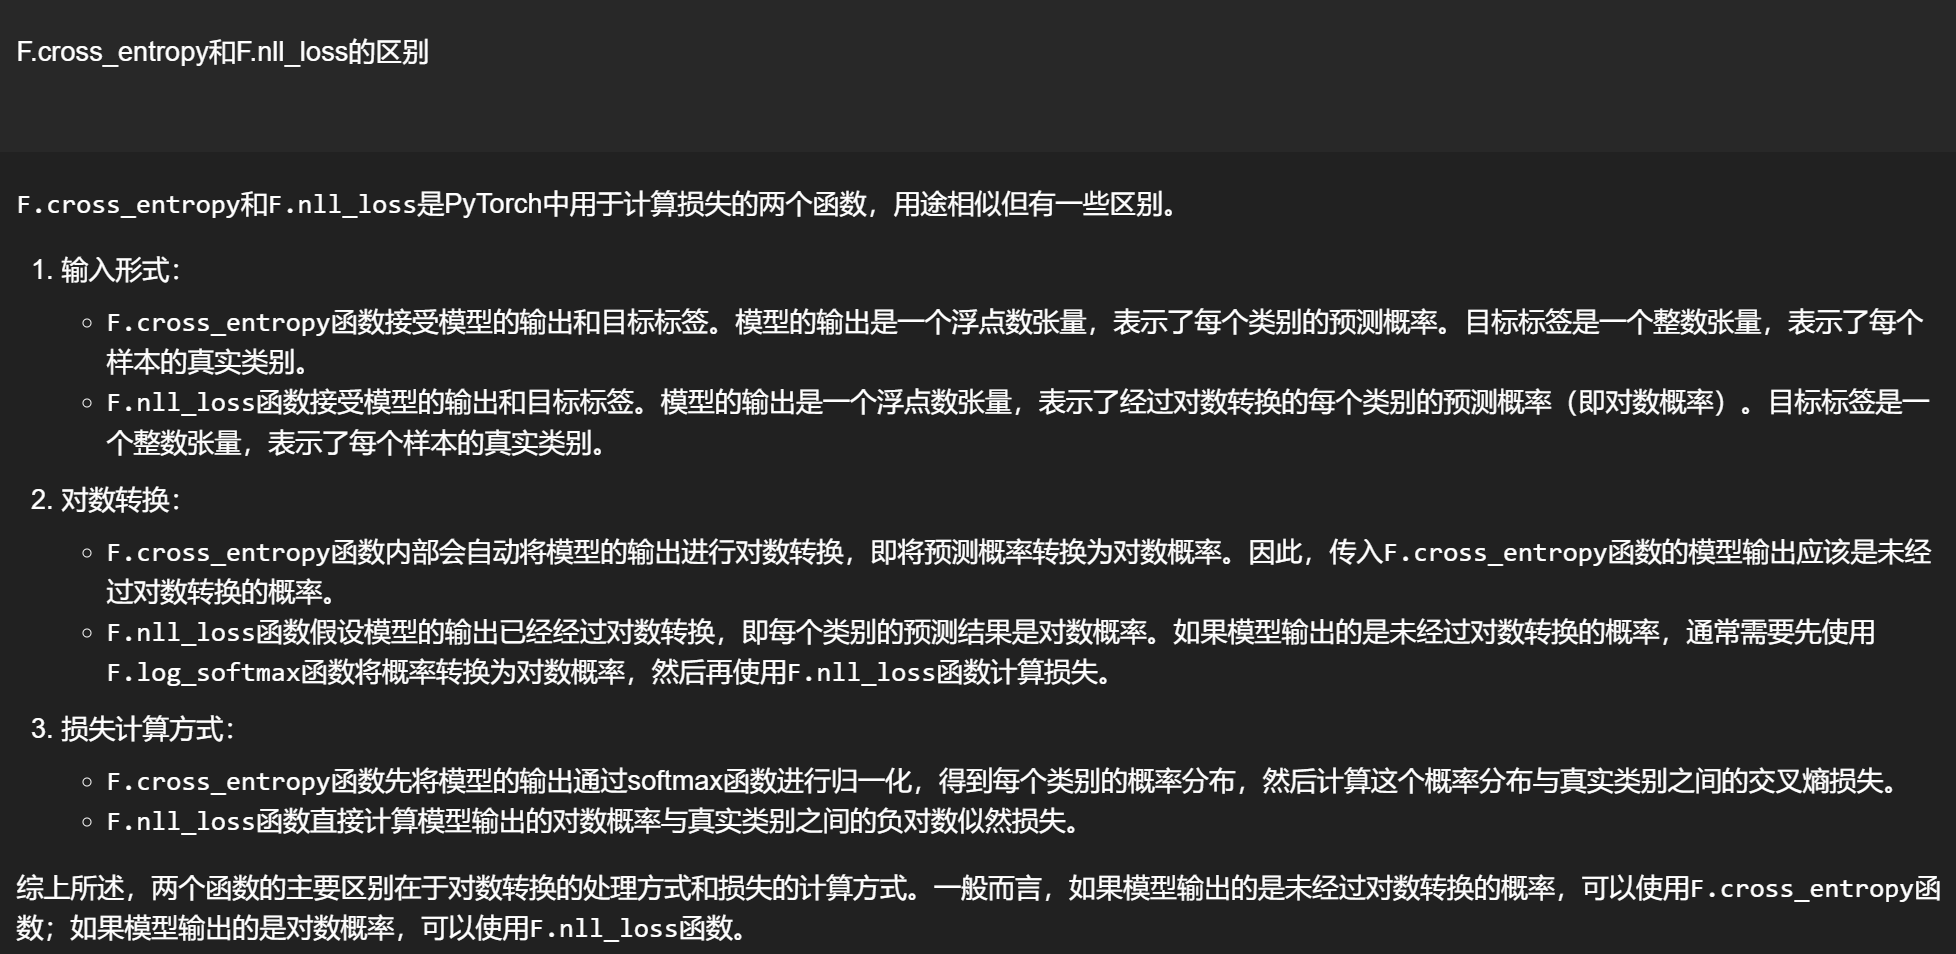 F.cross_entropy和F.nll_loss的区别
F.cross_entropy和F.nll_loss是PyTorch中用于计算损失的两个函数，用途相似但有一些区别。
1. 输入形式：
◦ F.cross_entropy函数接受模型的输出和目标标签。模型的输出是一个浮点数张量，表示了每个类别的预测概率。目标标签是一个整数张量，表示了每个
样本的真实类别。
◦ F.nll_loss函数接受模型的输出和目标标签。模型的输出是一个浮点数张量，表示了经过对数转换的每个类别的预测概率（即对数概率）。目标标签是一
个整数张量，表示了每个样本的真实类别。
2. 对数转换：
◦ F.cross_entropy函数内部会自动将模型的输出进行对数转换，即将预测概率转换为对数概率。因此，传入F.cross_entropy函数的模型输出应该是未经
过对数转换的概率。
◦ F.nll_loss函数假设模型的输出已经经过对数转换，即每个类别的预测结果是对数概率。如果模型输出的是未经过对数转换的概率，通常需要先使用
F.log_softmax函数将概率转换为对数概率，然后再使用F.nll_loss函数计算损失。
3. 损失计算方式：
◦ F.cross_entropy函数先将模型的输出通过softmax函数进行归一化，得到每个类别的概率分布，然后计算这个概率分布与真实类别之间的交叉熵损失。
◦ F.nll_loss函数直接计算模型输出的对数概率与真实类别之间的负对数似然损失。
综上所述，两个函数的主要区别在于对数转换的处理方式和损失的计算方式。一般而言，如果模型输出的是未经过对数转换的概率，可以使用F.cross_entropy函
数；如果模型输出的是对数概率，可以使用F.nll_loss函数。